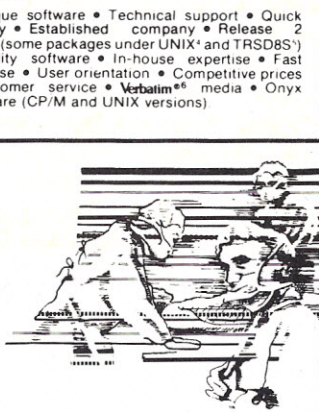 ue software • Technical support • Quick
y • Established company • Release 2
(some packages under UNIX⁴ and TRSD8S⁵)
ity software • In-house expertise • Fast
se • User orientation • Competitive prices
omer service • Verbatim®⁶ media • Onyx
are (CP/M and UNIX versions)